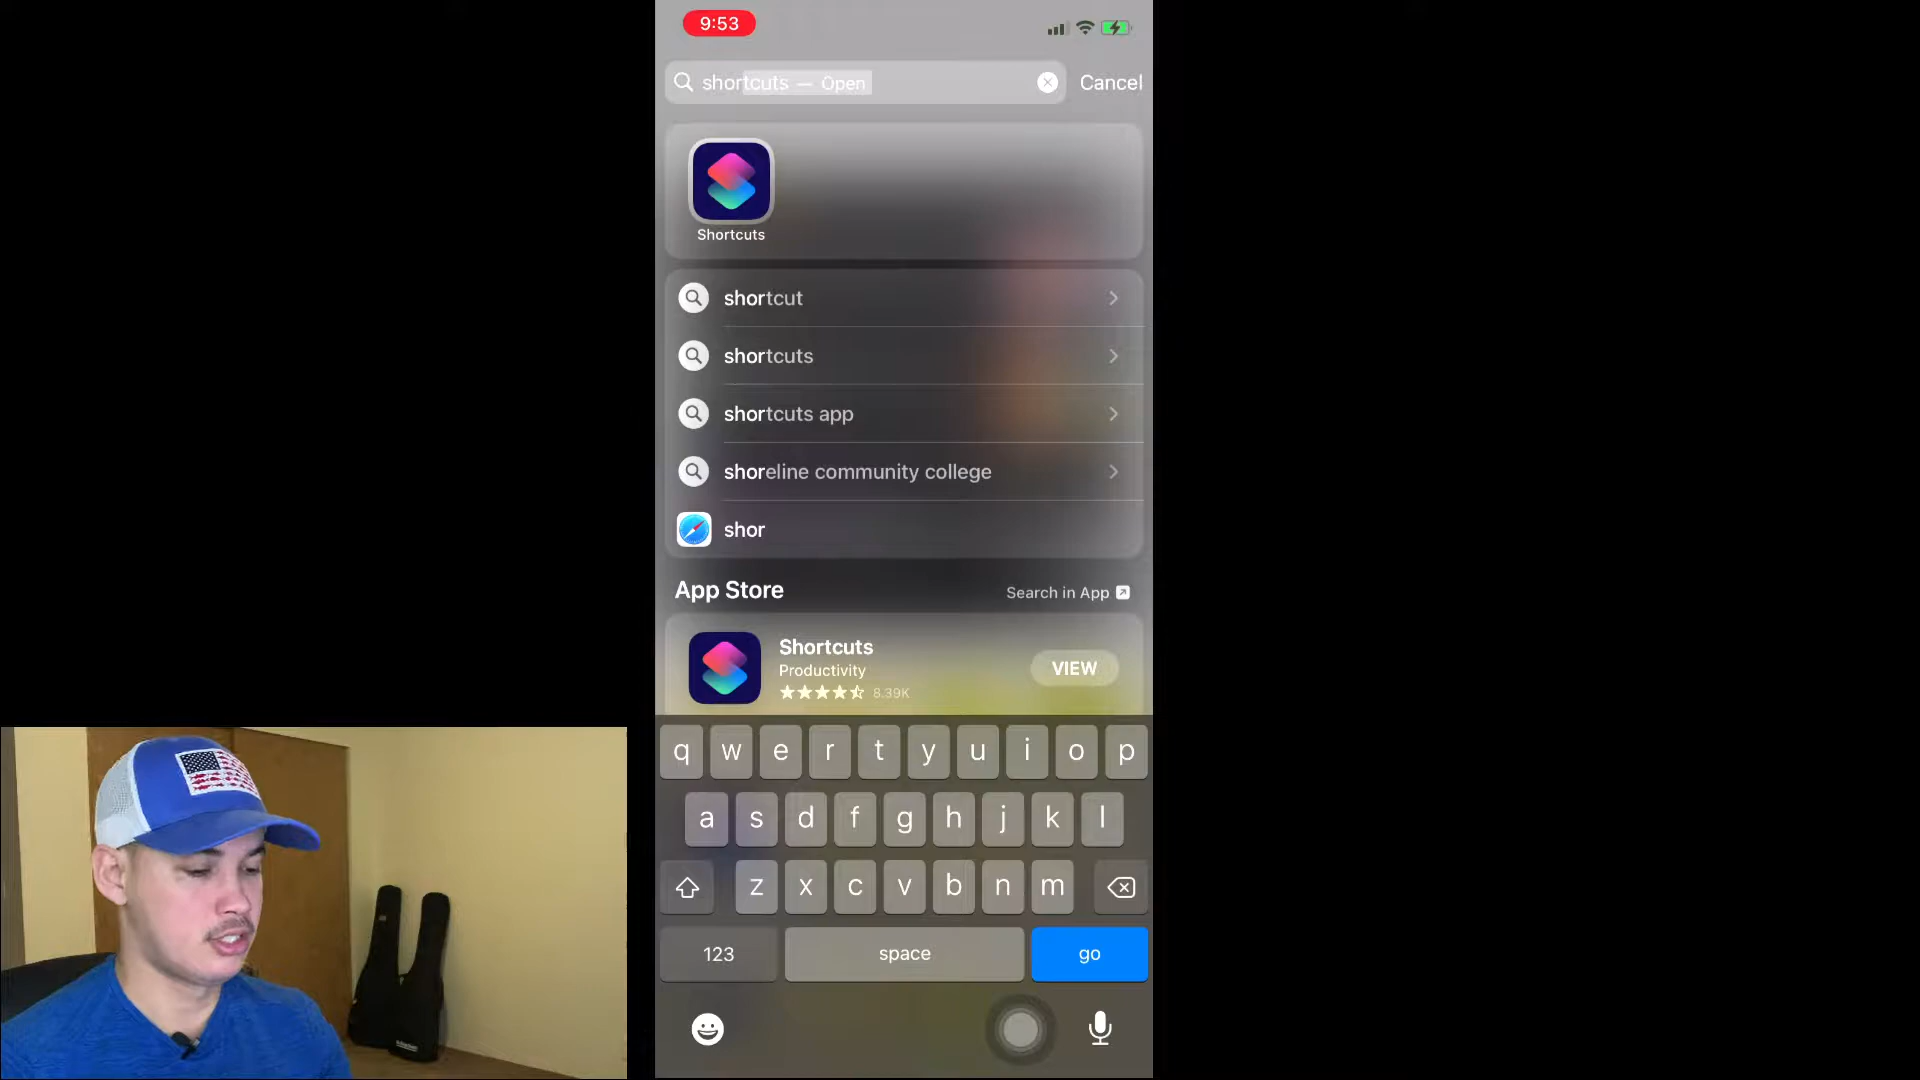 9:53
shortcuts — Open
Cancel
Shortcuts
shortcut
shortcuts
shortcuts app
shoreline community college
shor
App Store
Search in App
Shortcuts
Productivity
8.39K
VIEW
q w e r t y u i o p
a s d f g h j k l
z x c v b n m
123
space
go